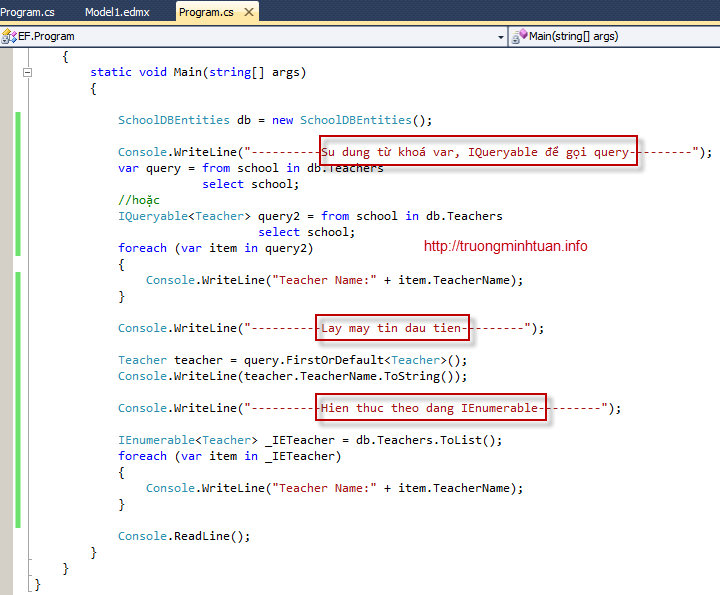 Program.cs Model1.edmx Program.cs
EF.Program Main(string[] args)
{
static void Main(string[] args)
{
SchoolDBEntities db = new SchoolDBEntities();
Console.WriteLine("----------Su dung từ khoá var, IQueryable để gọi query---------");
var query = from school in db.Teachers
select school;
//hoặc
IQueryable<Teacher> query2 = from school in db.Teachers
select school;
http://truongminhtuan.info
foreach (var item in query2)
{
Console.WriteLine("Teacher Name:" + item.TeacherName);
}
Console.WriteLine("----------Lay may tin dau tien---------");
Teacher teacher = query.FirstOrDefault<Teacher>();
Console.WriteLine(teacher.TeacherName.ToString());
Console.WriteLine("----------Hien thuc theo dang IEnumerable---------");
IEnumerable<Teacher> _IETeacher = db.Teachers.ToList();
foreach (var item in _IETeacher)
{
Console.WriteLine("Teacher Name:" + item.TeacherName);
}
Console.ReadLine();
}
}
}